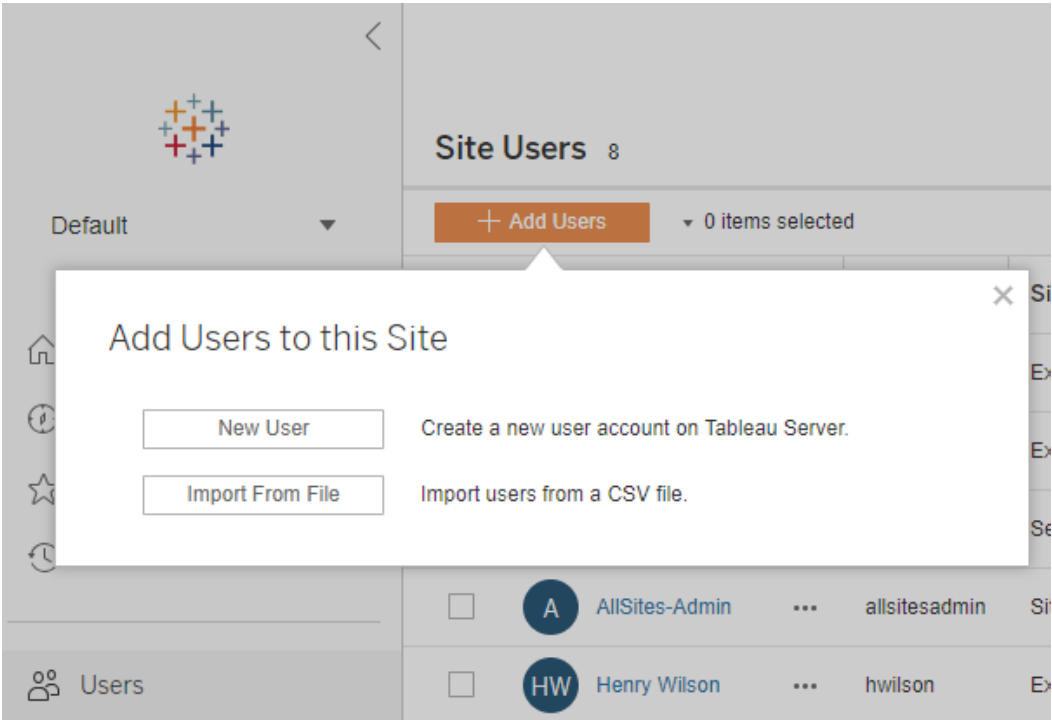 Site Users 8
Default
Add Users
0 items selected
Add Users to this Site
New User
Create a new user account on Tableau Server.
Import From File
Import users from a CSV file.
A
AllSites-Admin
allsitesadmin
Users
HW
Henry Wilson
hwilson